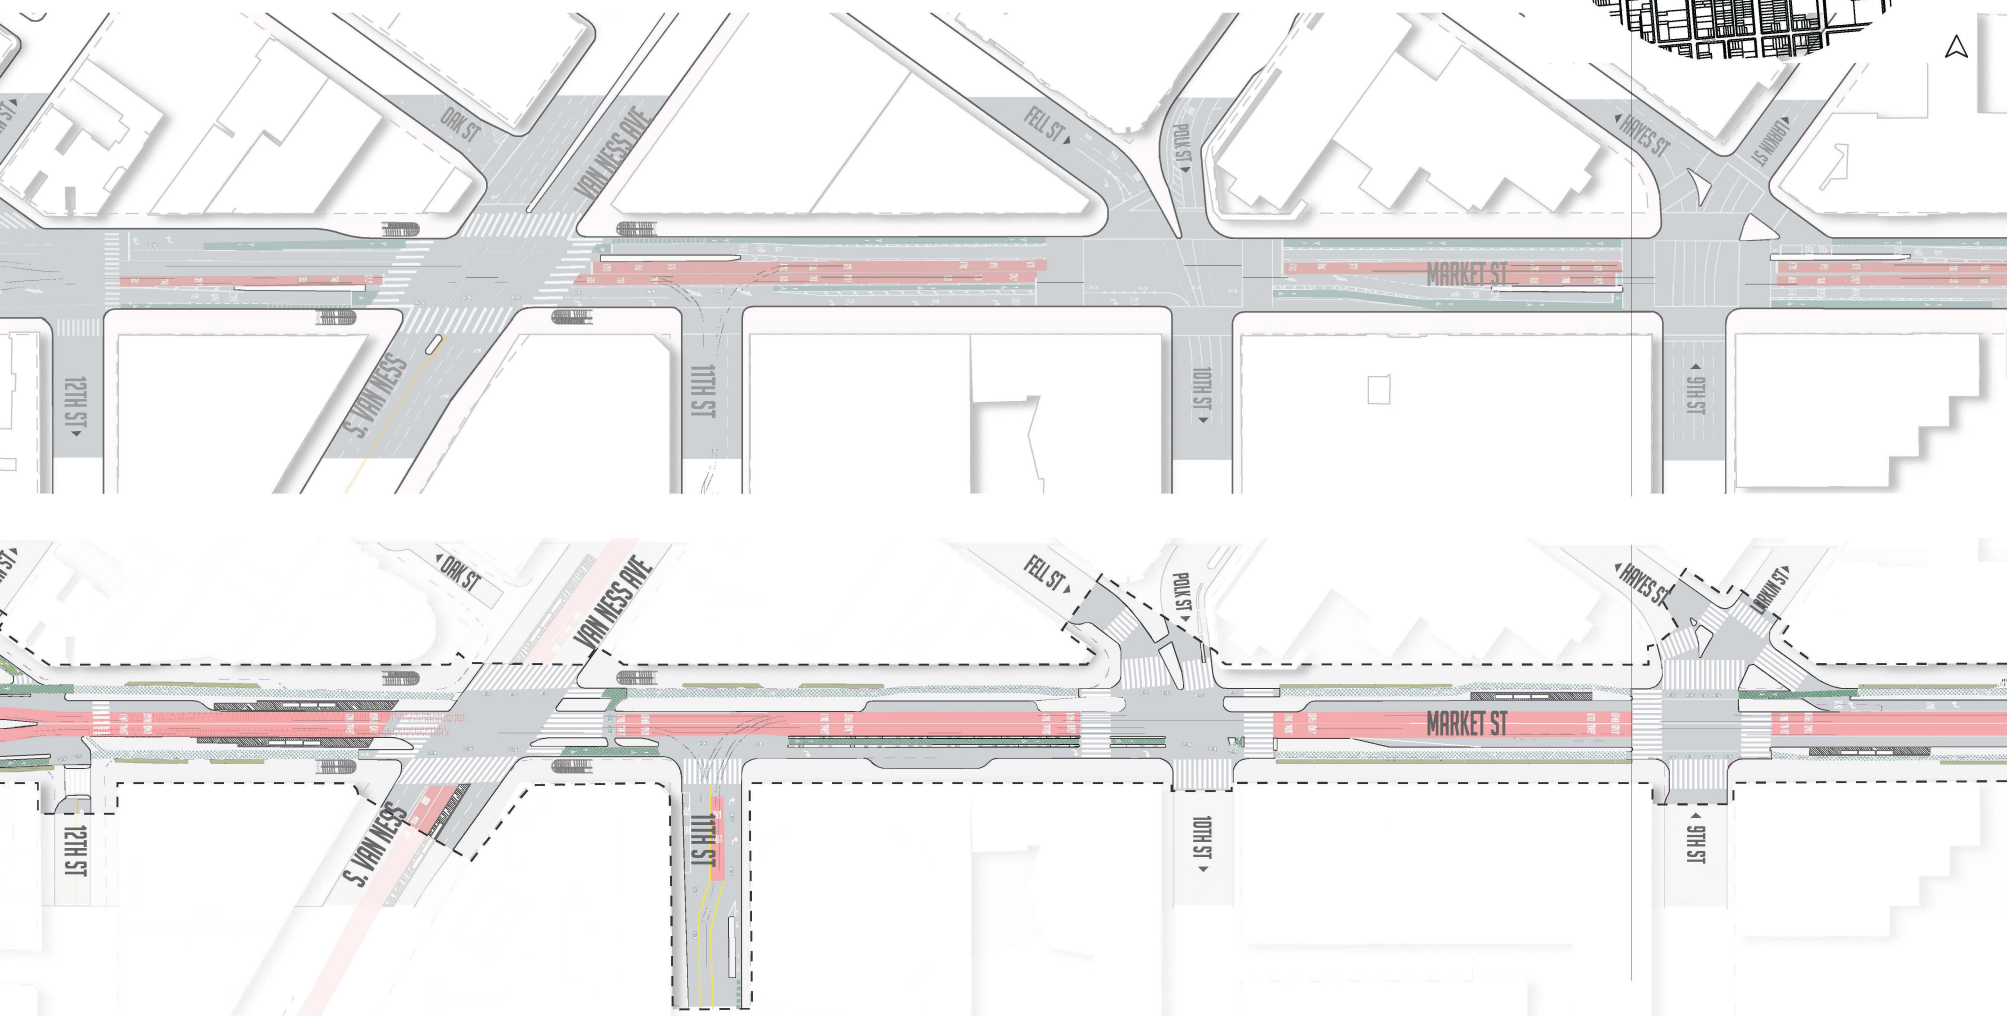 OAK ST
VAN NESS AVE
FELL ST
POLK ST
HAYES ST
LARKIN ST
MARKET ST
12TH ST
S. VAN NESS
11TH ST
10TH ST
9TH ST
OAK ST
VAN NESS AVE
FELL ST
POLK ST
HAYES ST
LARKIN ST
MARKET ST
12TH ST
S. VAN NESS
11TH ST
10TH ST
9TH ST